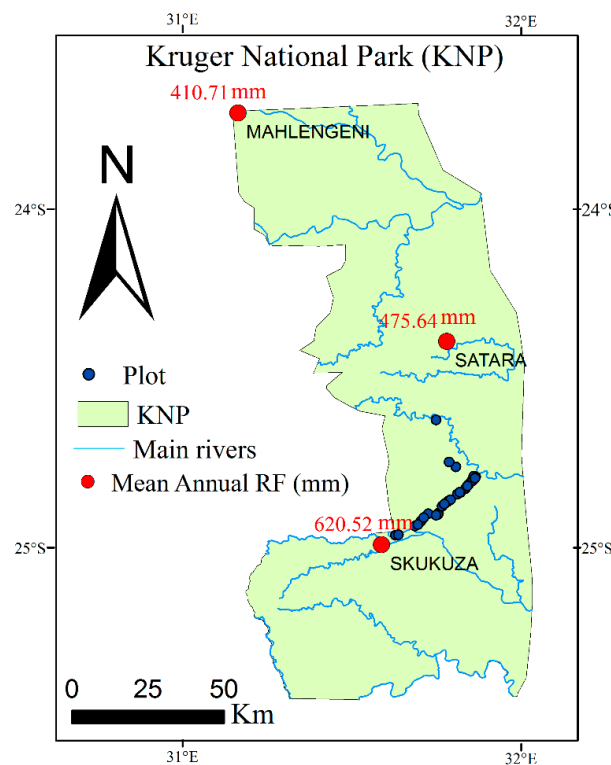 31°E
32°E
Kruger National Park (KNP)
410.71 mm
MAHLENGENI
N
24°S
24°S
475.64 mm
SATARA
Plot
KNP
Main rivers
Mean Annual RF (mm)
620.52 mm
25°S
25°S
SKUKUZA
0 25 50
Km
31°E
32°E